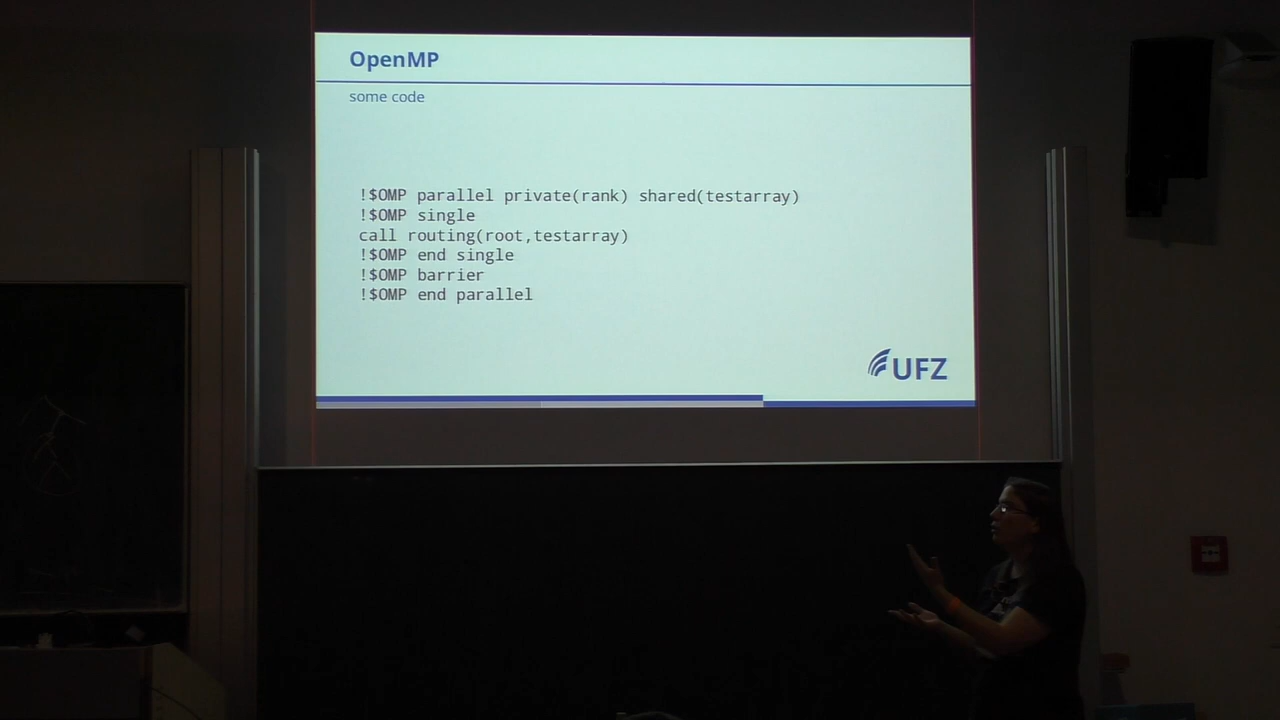 OpenMP
some code
!$OMP parallel private(rank) shared(testarray)
!$OMP single
call routing(root,testarray)
!$OMP end single
!$OMP barrier
!$OMP end parallel
UFZ